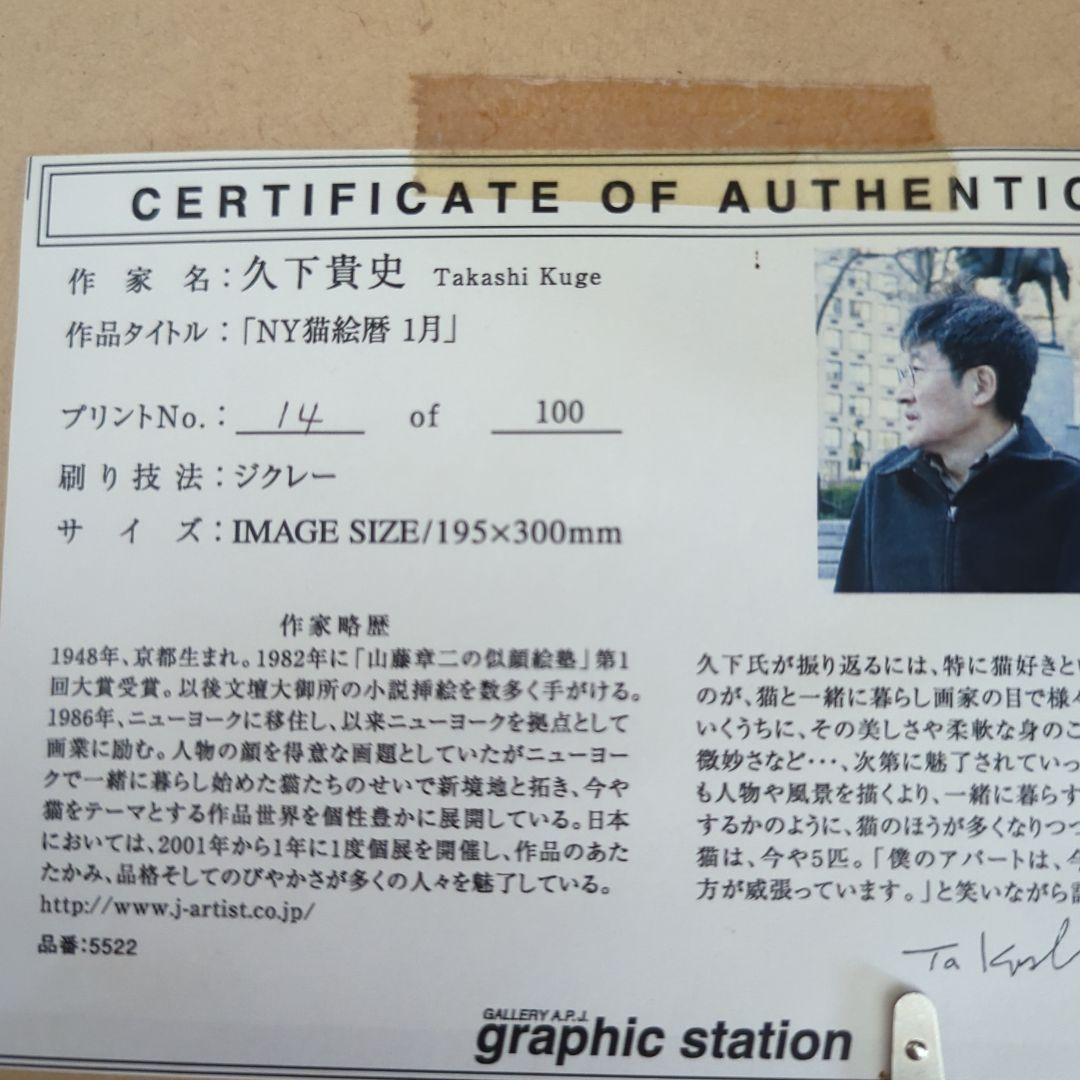 CERTIFICATE OF AUTHENTIC
作家名：久下貴史 Takashi Kuge
作品タイトル：「NY猫絵暦 1月」
プリントNo.：14 of 100
刷り技法：ジクレー
サイズ：IMAGE SIZE/195×300mm
作家略歴
1948年、京都生まれ。1982年に「山藤章二の似顔絵塾」第1
回大賞受賞。以後文壇大御所の小説挿絵を数多く手がける。
1986年、ニューヨークに移住し、以来ニューヨークを拠点として
画業に励む。人物の顔を得意な画題としていたがニューヨー
クで一緒に暮らし始めた猫たちのせいで新境地と拓き、今や
猫をテーマとする作品世界を個性豊かに展開している。日本
においては、2001年から1年に1度個展を開催し、作品のあた
たかみ、品格そしてのびやかさが多くの人々を魅了している。
http://www.j-artist.co.jp/
品番：5522
久下氏が振り返るには、特に猫好きと
のが、猫と一緒に暮らし画家の目で様
いくうちに、その美しさや柔軟な身のこ
微妙さなど・・・、次第に魅了されていっ
も人物や風景を描くより、一緒に暮らす
するかのように、猫のほうが多くなりつつ
猫は、今や5匹。「僕のアパートは、
方が威張っています。」と笑いながら
GALLERY A.P.J.
graphic station